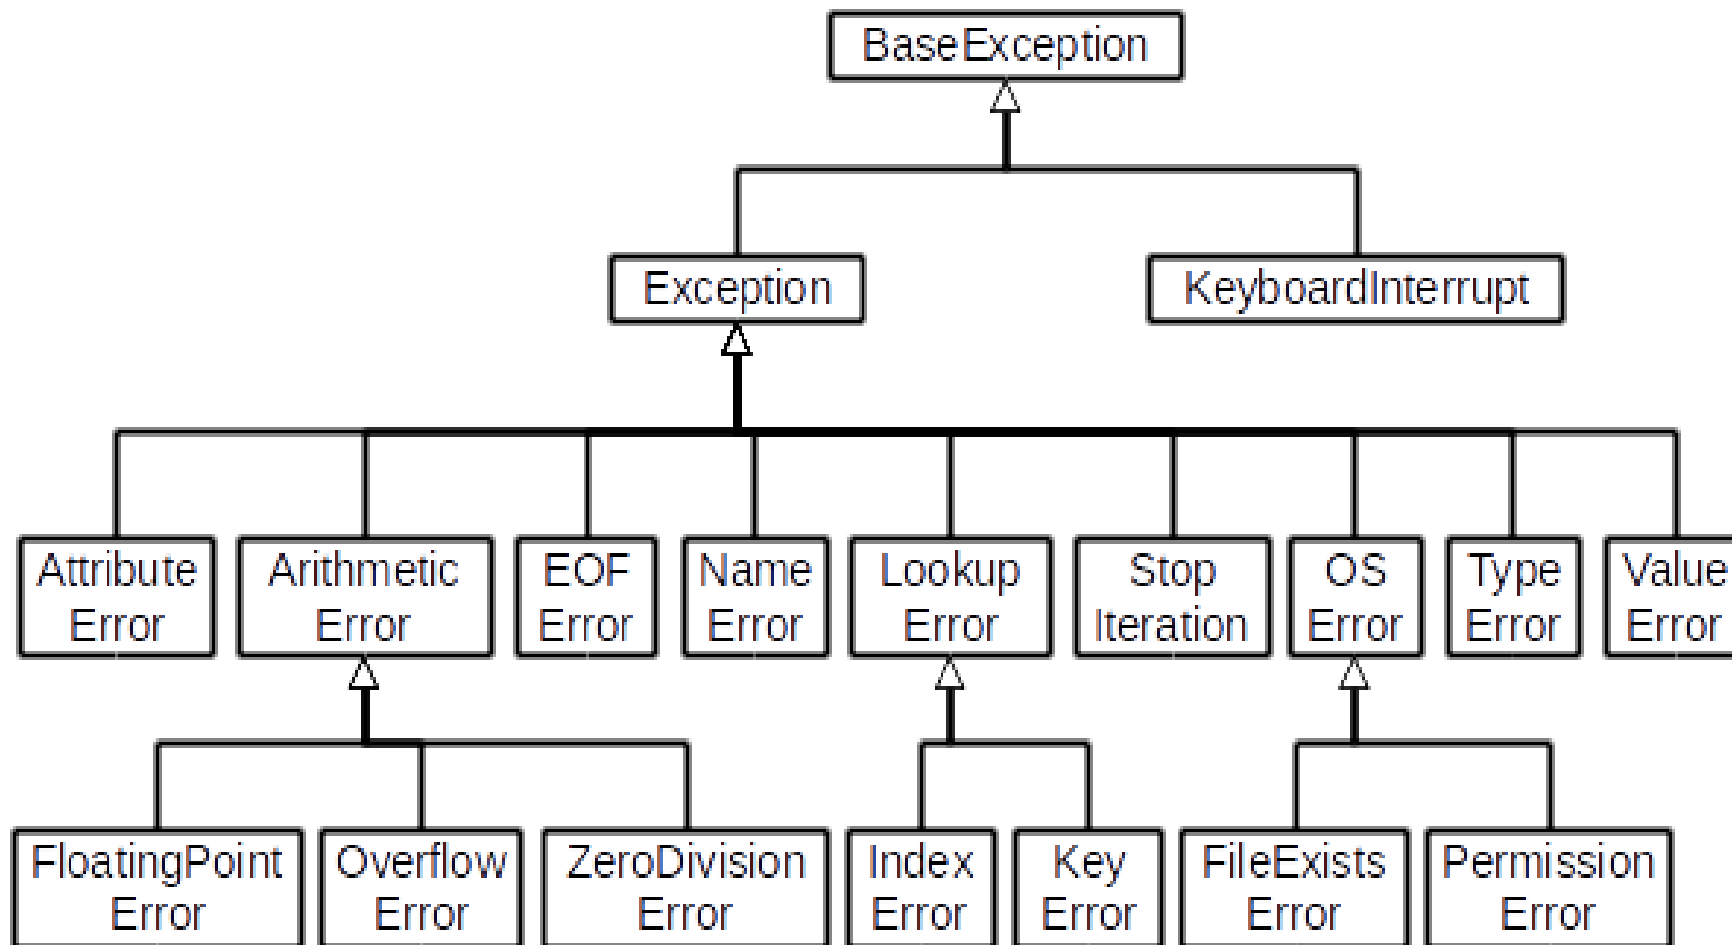 BaseException
Exception
KeyboardInterrupt
Attribute
Error
Arithmetic
Error
EOF
Error
Name
Error
Lookup
Error
Stop
Iteration
OS
Error
Type
Error
Value
Error
FloatingPoint
Error
Overflow
Error
ZeroDivision
Error
Index
Error
Key
Error
FileExists
Error
Permission
Error